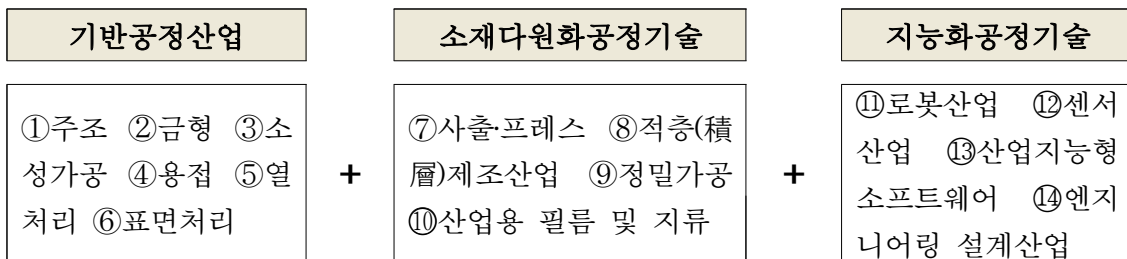 기반공정산업
①주조 ②금형 ③소
성가공 ④용접 ⑤열
처리 ⑥표면처리
+
소재다원화공정기술
⑦사출·프레스 ⑧적층(積
層)제조산업 ⑨정밀가공
⑩산업용 필름 및 지류
+
지능화공정기술
⑪로봇산업 ⑫센서
산업 ⑬산업지능형
소프트웨어 ⑭엔지
니어링 설계산업